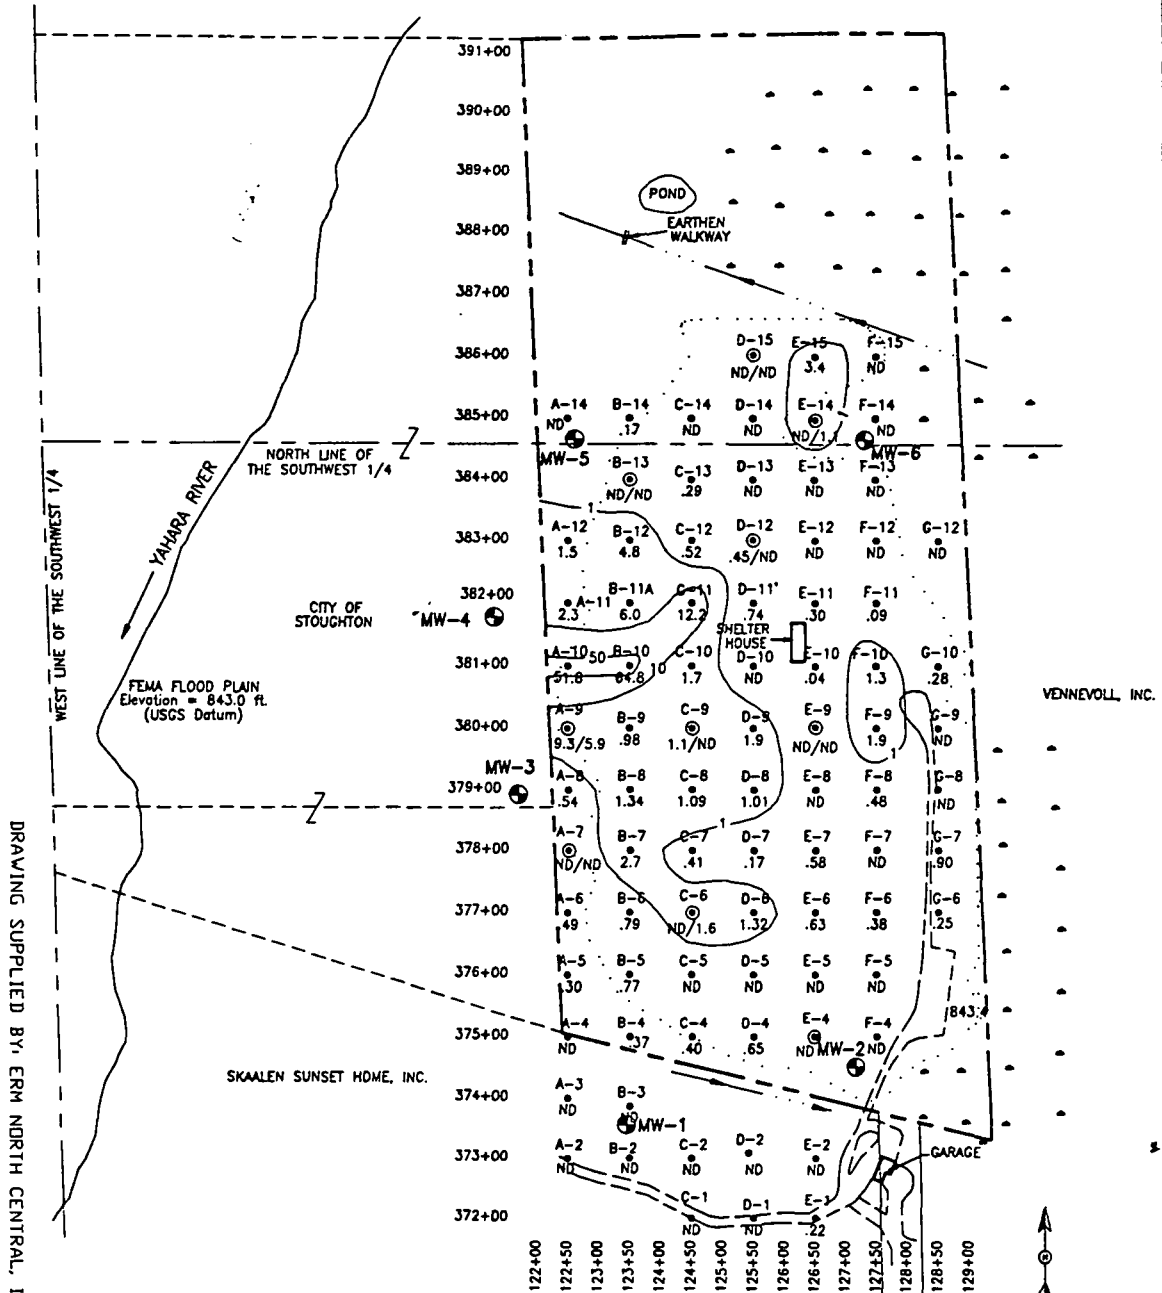 391+00
390+00
389+00
POND
388+00
EARTHEN
WALKWAY
387+00
386+00
D-15 E-15 F-15
ND/ND 3.4 ND
385+00
A-14 B-14 C-14 D-14 E-14 F-14
ND .17 ND ND ND/1.1 ND
NORTH LINE OF
THE SOUTHWEST 1/4
MW-5 MW-6
384+00
B-13 C-13 D-13 E-13 F-13
ND/ND .29 ND ND ND
1
383+00
A-12 B-12 C-12 D-12 E-12 F-12 G-12
1.5 4.8 .52 .45/ND ND ND ND
382+00
A-11 B-11A C-11 D-11 E-11 F-11
2.3 6.0 12.2 .74 .30 .09
CITY OF
STOUGHTON
MW-4
SHELTER
HOUSE
381+00
A-10 B-10 C-10 D-10 E-10 F-10 G-10
50 10
51.8 64.8 1.7 ND .04 1.3 .28
FEMA FLOOD PLAIN
Elevation = 843.0 ft.
(USGS Datum)
VENNEVOLL, INC.
380+00
A-9 B-9 C-9 D-9 E-9 F-9 G-9
9.3/5.9 .98 1.1/ND 1.9 ND/ND 1.9 ND
1
MW-3
379+00
A-8 B-8 C-8 D-8 E-8 F-8 G-8
.54 1.34 1.09 1.01 ND .48 ND
1
378+00
A-7 B-7 C-7 D-7 E-7 F-7 G-7
ND/ND 2.7 .41 .17 .58 ND .90
377+00
A-6 B-6 C-6 D-6 E-6 F-6 G-6
.49 .79 ND/1.6 1.32 .63 .38 .25
376+00
A-5 B-5 C-5 D-5 E-5 F-5
.30 .77 ND ND ND ND
843.4
375+00
A-4 B-4 C-4 D-4 E-4 F-4
ND .37 .40 .65 ND ND
MW-2
SKAALEN SUNSET HOME, INC.
374+00
A-3 B-3
ND ND
MW-1
373+00
A-2 B-2 C-2 D-2 E-2
ND ND ND ND ND
GARAGE
372+00
C-1 D-1 E-1
ND ND .22
122+00
122+50
123+00
123+50
124+00
124+50
125+00
125+50
126+00
126+50
127+00
127+50
128+00
128+50
129+00
WEST LINE OF THE SOUTHWEST 1/4
YAHARA RIVER
DRAWING SUPPLIED BY: ERM NORTH CENTRAL,